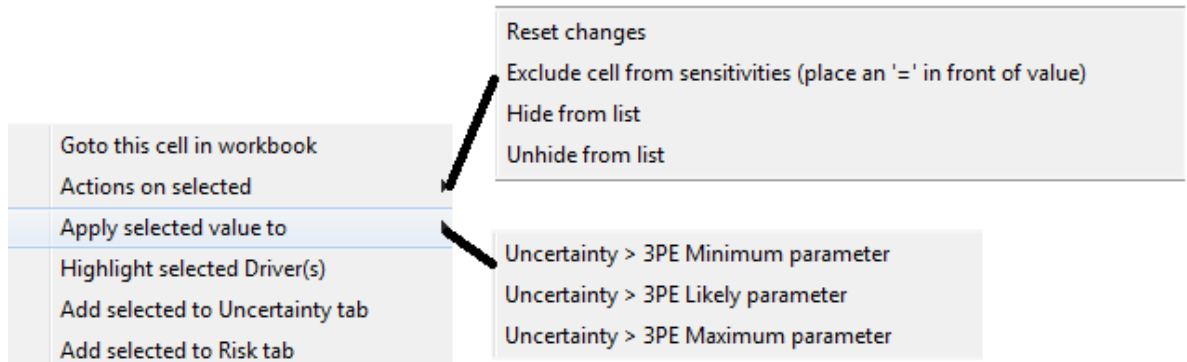 Reset changes
Exclude cell from sensitivities (place an '=' in front of value)
Hide from list
Unhide from list
Goto this cell in workbook
Actions on selected
Apply selected value to
Highlight selected Driver(s)
Add selected to Uncertainty tab
Add selected to Risk tab
Uncertainty > 3PE Minimum parameter
Uncertainty > 3PE Likely parameter
Uncertainty > 3PE Maximum parameter